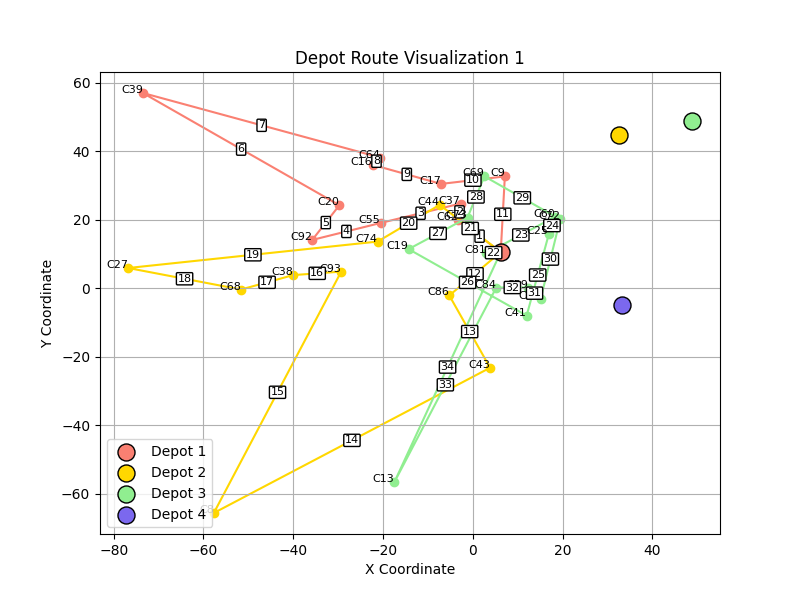 Depot Route Visualization 1
Y Coordinate
60
40
20
0
−20
−40
−60
C39
7
6
C64
C16
8
9
C17
10
C69
C9
28
29
11
C20
5
C92
4
C55
3
20
C44
C37
2
21
1
27
C19
C74
19
C27
18
C68
17
C38
16
C93
C60
24
C25
23
C81
22
30
12
26
C84
32
31
25
C41
C86
13
C43
34
33
15
14
C13
Depot 1
Depot 2
Depot 3
Depot 4
−80
−60
−40
−20
0
20
40
X Coordinate